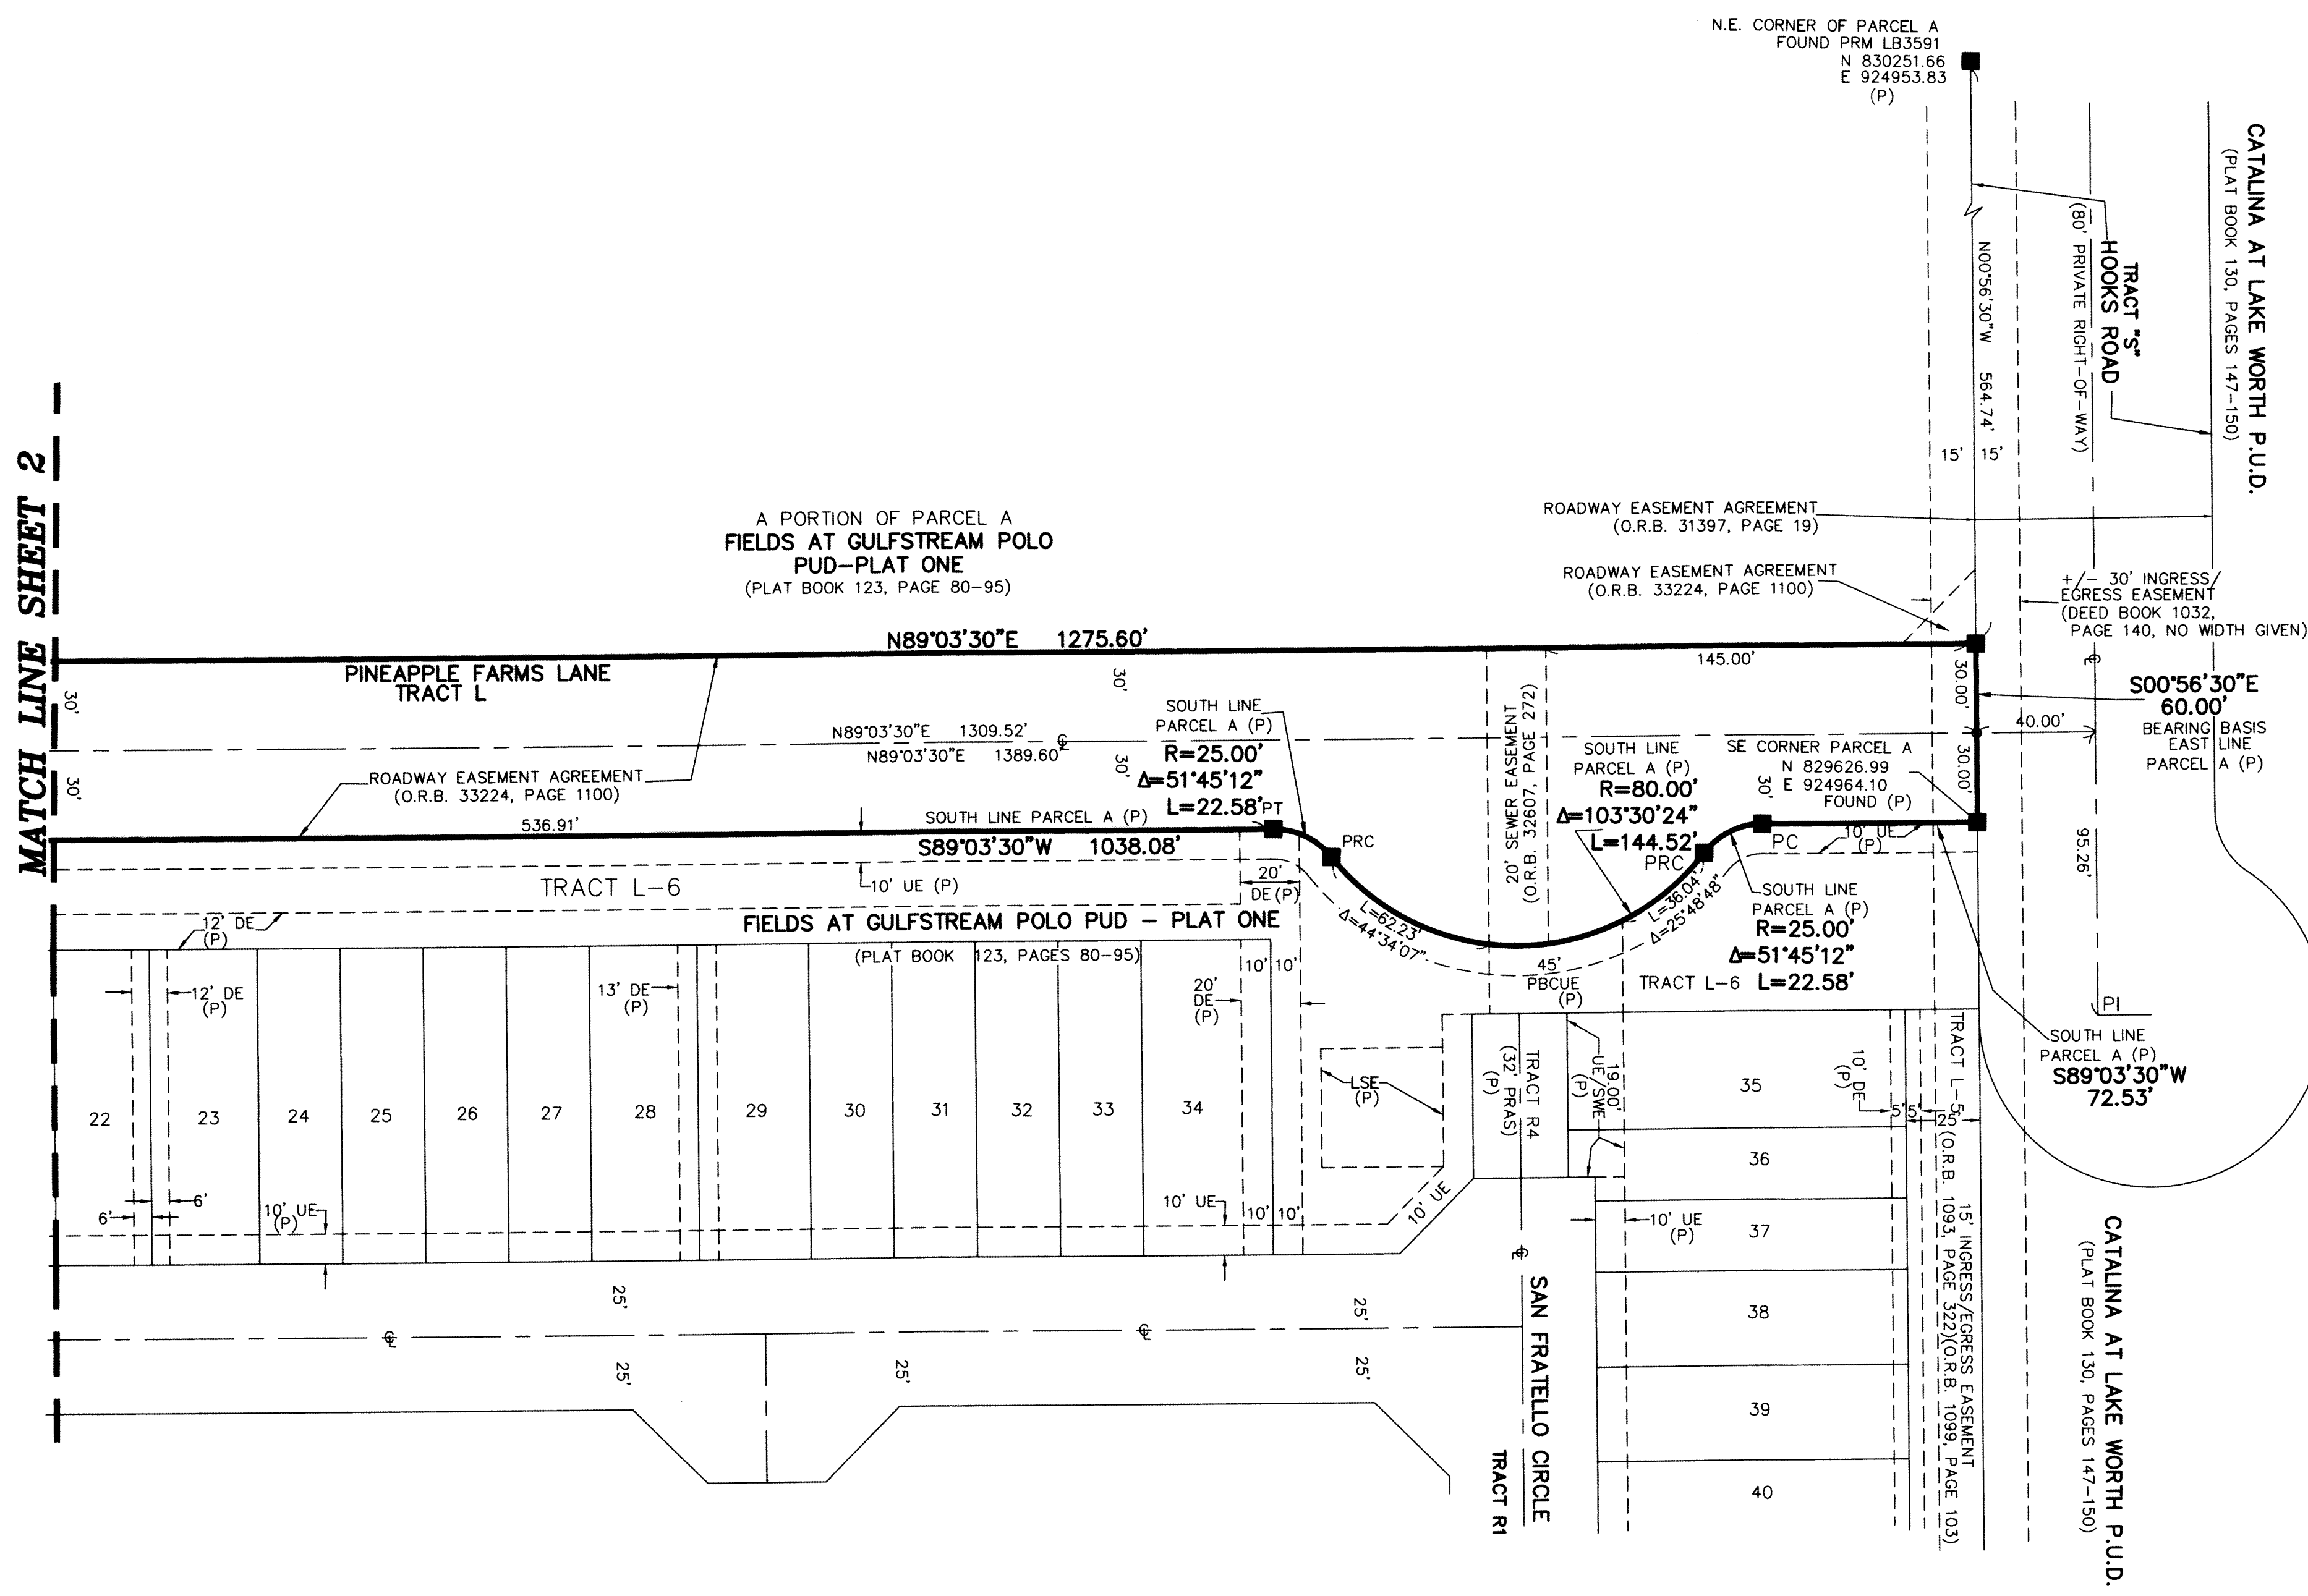 N.E. CORNER OF PARCEL A
FOUND PRM LB3591
N 830251.66
E 924953.83
(P)
CATALINA AT LAKE WORTH P.U.D.
(PLAT BOOK 130, PAGES 147-150)
TRACT "S"
HOOKS ROAD
(80' PRIVATE RIGHT-OF-WAY)
N00°56'30"W 564.74'
15'
15'
MATCH LINE SHEET 2
A PORTION OF PARCEL A
FIELDS AT GULFSTREAM POLO
PUD-PLAT ONE
(PLAT BOOK 123, PAGE 80-95)
ROADWAY EASEMENT AGREEMENT
(O.R.B. 31397, PAGE 19)
ROADWAY EASEMENT AGREEMENT
(O.R.B. 33224, PAGE 1100)
+/- 30' INGRESS/
EGRESS EASEMENT
(DEED BOOK 1032,
PAGE 140, NO WIDTH GIVEN)
N89°03'30"E 1275.60'
145.00'
PINEAPPLE FARMS LANE
TRACT L
30'
30'
30'
30'
N89°03'30"E 1309.52'
℄
N89°03'30"E 1389.60'
SOUTH LINE
PARCEL A (P)
R=25.00'
Δ=51°45'12"
L=22.58'
PT
PRC
20' SEWER EASEMENT
(O.R.B. 32607, PAGE 272)
SOUTH LINE
PARCEL A (P)
R=80.00'
Δ=103°30'24"
L=144.52'
PRC
SE CORNER PARCEL A
N 829626.99
E 924964.10
FOUND (P)
30'
30.00'
30.00'
℄
S00°56'30"E
60.00'
40.00'
BEARING BASIS
EAST LINE
PARCEL A (P)
95.26'
PI
ROADWAY EASEMENT AGREEMENT
(O.R.B. 33224, PAGE 1100)
536.91'
SOUTH LINE PARCEL A (P)
S89°03'30"W 1038.08'
PC
10' UE
(P)
TRACT L-6
10' UE (P)
20'
DE (P)
L=62.23'
Δ=44°34'07"
L=36.04'
Δ=25°48'48"
SOUTH LINE
PARCEL A (P)
R=25.00'
Δ=51°45'12"
L=22.58'
12' DE
(P)
FIELDS AT GULFSTREAM POLO PUD - PLAT ONE
(PLAT BOOK 123, PAGES 80-95)
45'
PBCUE
(P)
TRACT L-6
12' DE
(P)
13' DE
(P)
20'
DE
(P)
10'
10'
SOUTH LINE
PARCEL A (P)
S89°03'30"W
72.53'
22
23
24
25
26
27
28
29
30
31
32
33
34
LSE
(P)
TRACT R4
(32' PRAS)
(P)
19.00'
UE/SWE
(P)
35
10' DE
(P)
TRACT L-5
5'
5'
25'
36
6'
6'
10' UE
(P)
10' UE
10'
10'
10' UE
10' UE
(P)
37
38
39
40
15' INGRESS/EGRESS EASEMENT
(O.R.B. 1093, PAGE 322)(O.R.B. 1099, PAGE 103)
CATALINA AT LAKE WORTH P.U.D.
(PLAT BOOK 130, PAGES 147-150)
25'
25'
℄
℄
℄
25'
25'
25'
SAN FRATELLO CIRCLE
TRACT R1